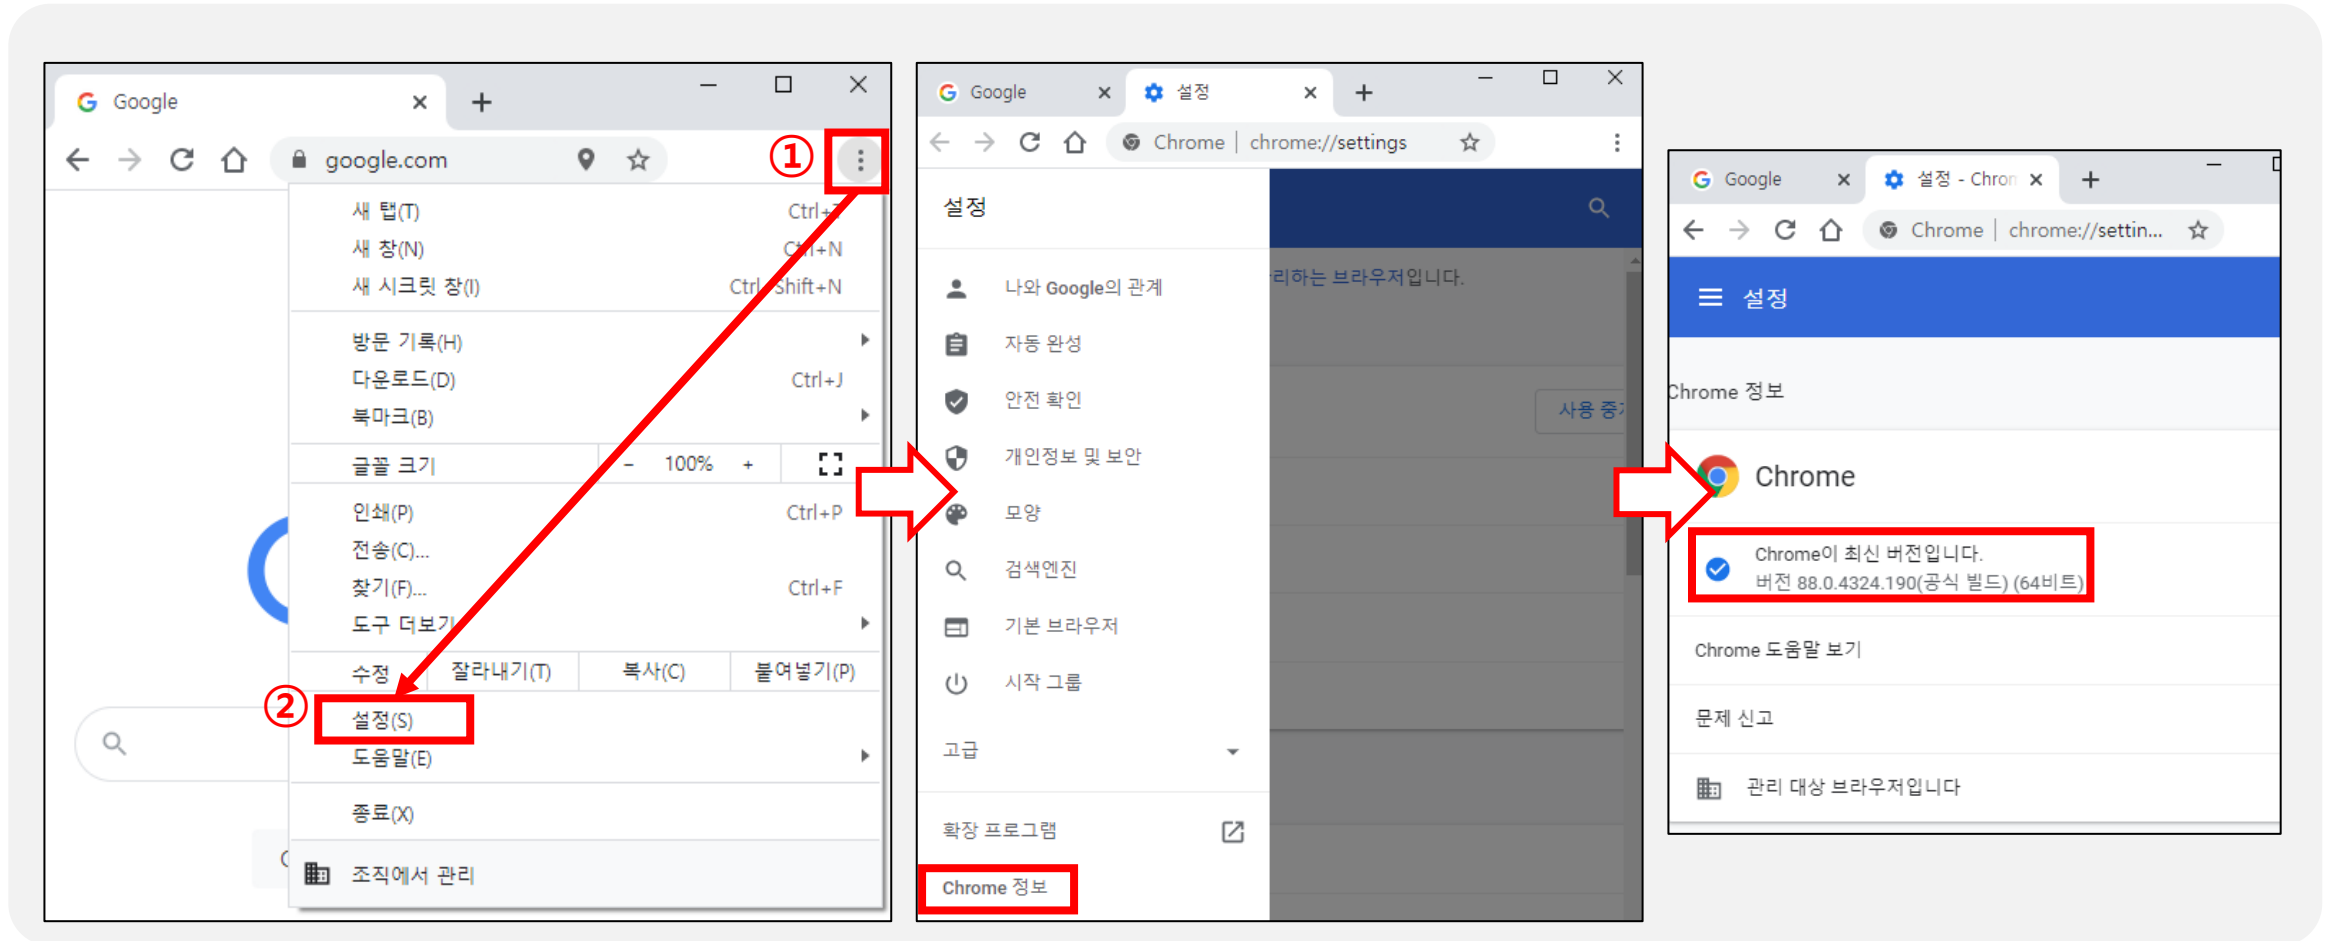 Google
google.com
①
새 탭(T)
새 창(N) Ctrl+N
새 시크릿 창(I) Ctrl+Shift+N
방문 기록(H)
다운로드(D) Ctrl+J
북마크(B)
글꼴 크기 - 100% +
인쇄(P) Ctrl+P
전송(C)...
찾기(F)... Ctrl+F
도구 더보기
수정 잘라내기(T) 복사(C) 붙여넣기(P)
②
설정(S)
도움말(E)
종료(X)
조직에서 관리
Google 설정
Chrome | chrome://settings
설정
나와 Google의 관계
리하는 브라우저입니다.
자동 완성
안전 확인
사용 중
개인정보 및 보안
모양
검색엔진
기본 브라우저
시작 그룹
고급
확장 프로그램
Chrome 정보
Google 설정 - Chrom
Chrome | chrome://settin...
설정
Chrome 정보
Chrome
Chrome이 최신 버전입니다.
버전 88.0.4324.190(공식 빌드) (64비트)
Chrome 도움말 보기
문제 신고
관리 대상 브라우저입니다